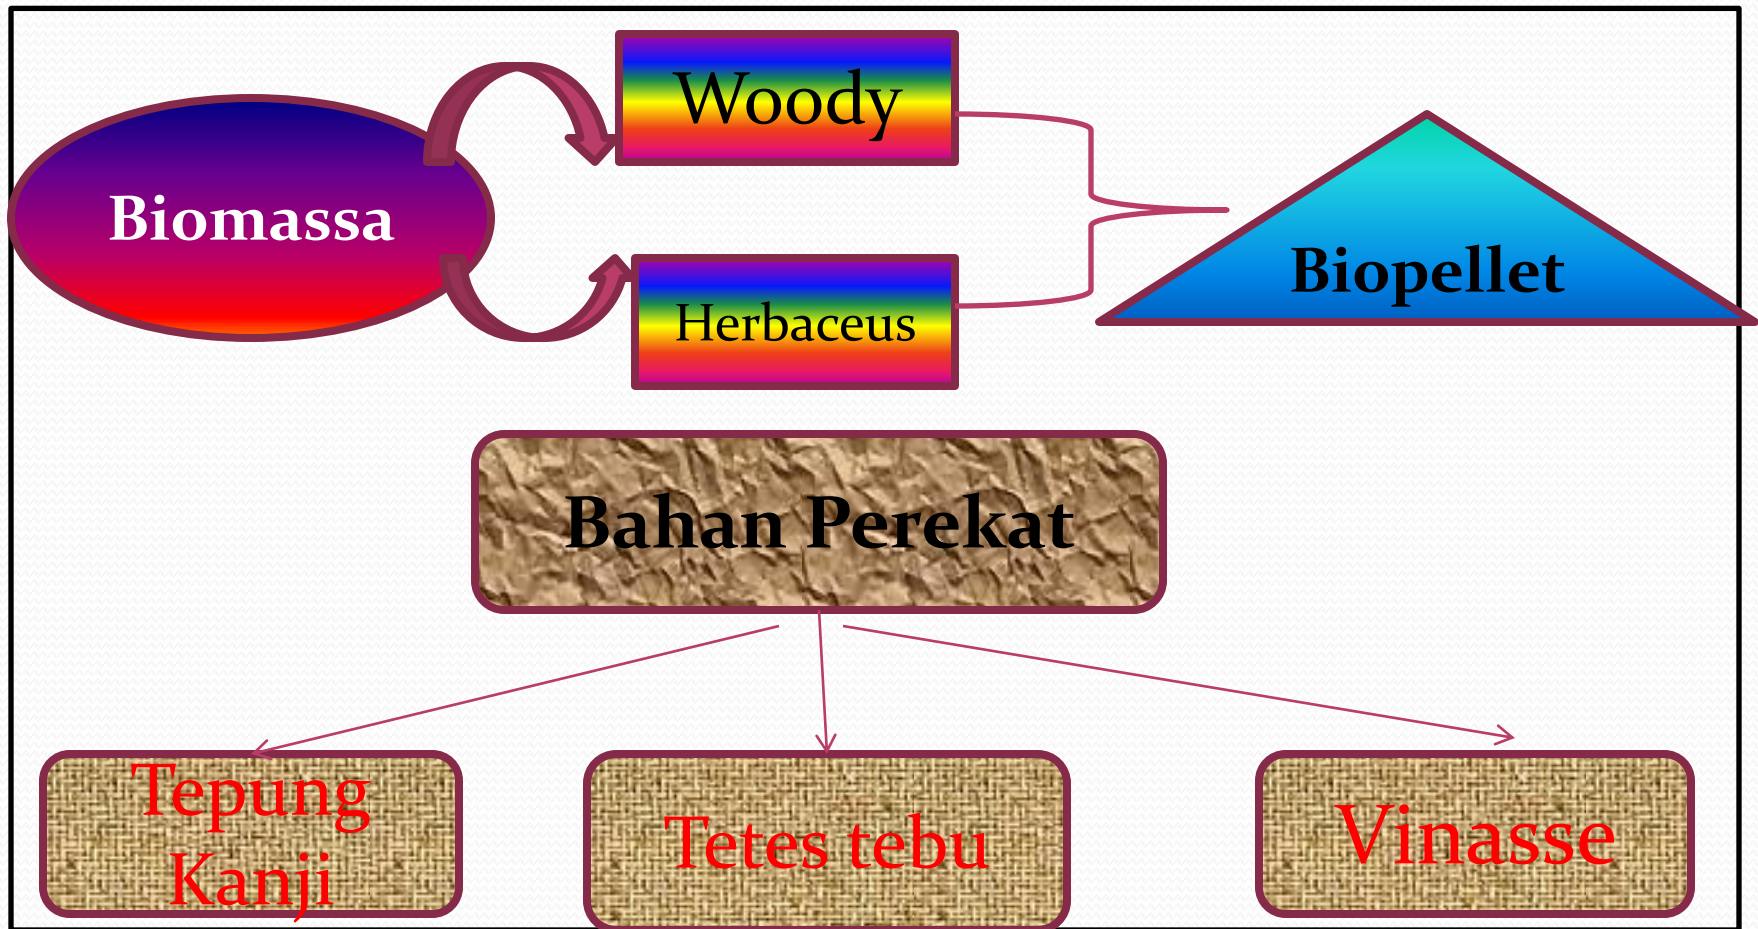 Woody
Biomassa
Biopellet
Herbaceus
Bahan Perekat
Tepung
Kanji
Tetes tebu
Vinasse